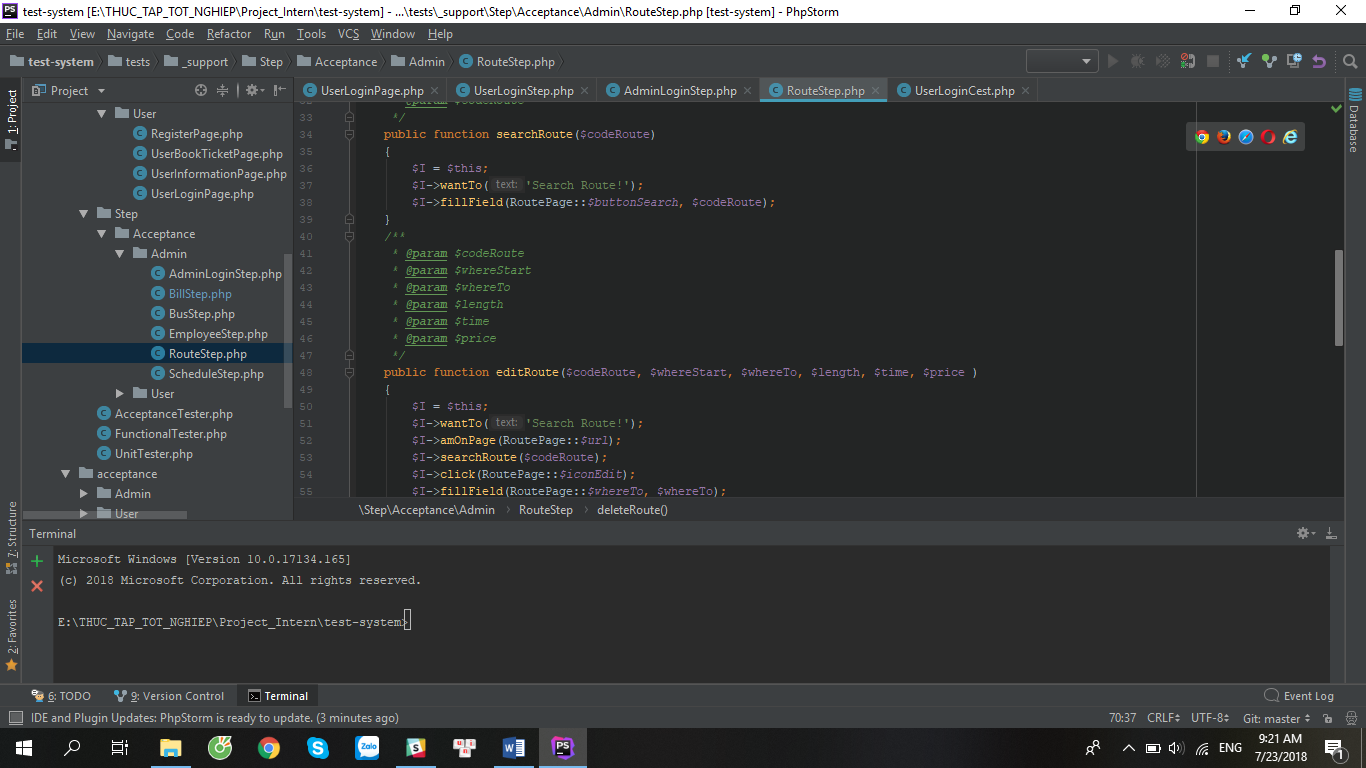 test-system [E:\THUC_TAP_TOT_NGHIEP\Project_Intern\test-system] - ...\tests\_support\Step\Acceptance\Admin\RouteStep.php [test-system] - PhpStorm
File Edit View Navigate Code Refactor Run Tools VCS Window Help
test-system tests _support Step Acceptance Admin RouteStep.php
1: Project
7: Structure
2: Favorites
Project
User
RegisterPage.php
UserBookTicketPage.php
UserInformationPage.php
UserLoginPage.php
Step
Acceptance
Admin
AdminLoginStep.php
BillStep.php
BusStep.php
EmployeeStep.php
RouteStep.php
ScheduleStep.php
User
AcceptanceTester.php
FunctionalTester.php
UnitTester.php
acceptance
Admin
User
UserLoginPage.php UserLoginStep.php AdminLoginStep.php RouteStep.php UserLoginCest.php
32 * @param $codeRoute
33 */
34 public function searchRoute($codeRoute)
35 {
36 $I = $this;
37 $I->wantTo( text: 'Search Route!');
38 $I->fillField(RoutePage::$buttonSearch, $codeRoute);
39 }
40 /**
41 * @param $codeRoute
42 * @param $whereStart
43 * @param $whereTo
44 * @param $length
45 * @param $time
46 * @param $price
47 */
48 public function editRoute($codeRoute, $whereStart, $whereTo, $length, $time, $price )
49 {
50 $I = $this;
51 $I->wantTo( text: 'Search Route!');
52 $I->amOnPage(RoutePage::$url);
53 $I->searchRoute($codeRoute);
54 $I->click(RoutePage::$iconEdit);
55 $I->fillField(RoutePage::$whereTo, $whereTo);
\Step\Acceptance\Admin RouteStep deleteRoute()
Database
Terminal
Microsoft Windows [Version 10.0.17134.165]
(c) 2018 Microsoft Corporation. All rights reserved.
E:\THUC_TAP_TOT_NGHIEP\Project_Intern\test-system>
6: TODO 9: Version Control Terminal Event Log
IDE and Plugin Updates: PhpStorm is ready to update. (3 minutes ago) 70:37 CRLF UTF-8 Git: master
Zalo
PS
ENG
9:21 AM
7/23/2018
1